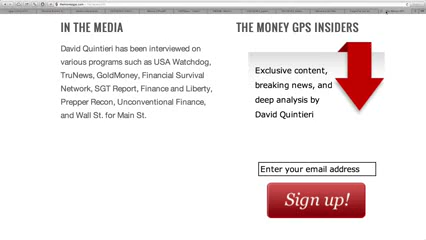 IN THE MEDIA
David Quintieri has been interviewed on
various programs such as USA Watchdog,
TruNews, GoldMoney, Financial Survival
Network, SGT Report, Finance and Liberty,
Prepper Recon, Unconventional Finance,
and Wall St. for Main St.
THE MONEY GPS INSIDERS
Exclusive content,
breaking news, and
deep analysis by
David Quintieri
Enter your email address
Sign up!